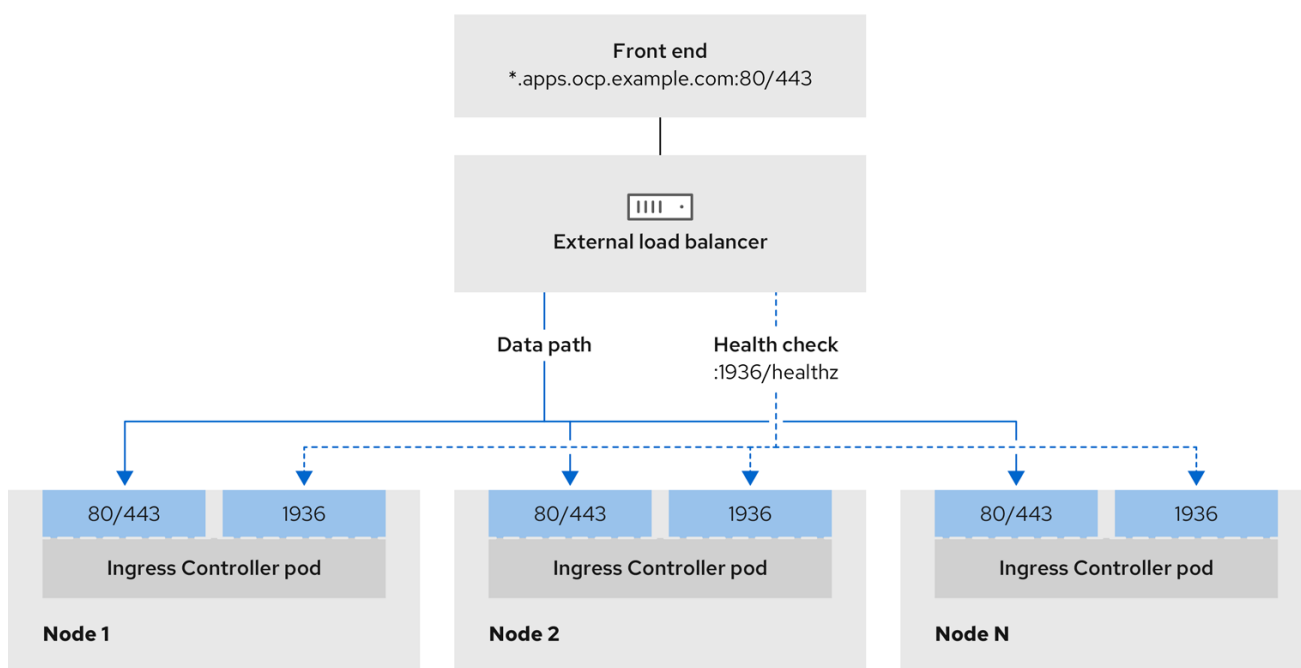 Front end
*.apps.ocp.example.com:80/443
External load balancer
Data path
Health check
:1936/healthz
80/443
1936
80/443
1936
80/443
1936
Ingress Controller pod
Ingress Controller pod
Ingress Controller pod
Node 1
Node 2
Node N